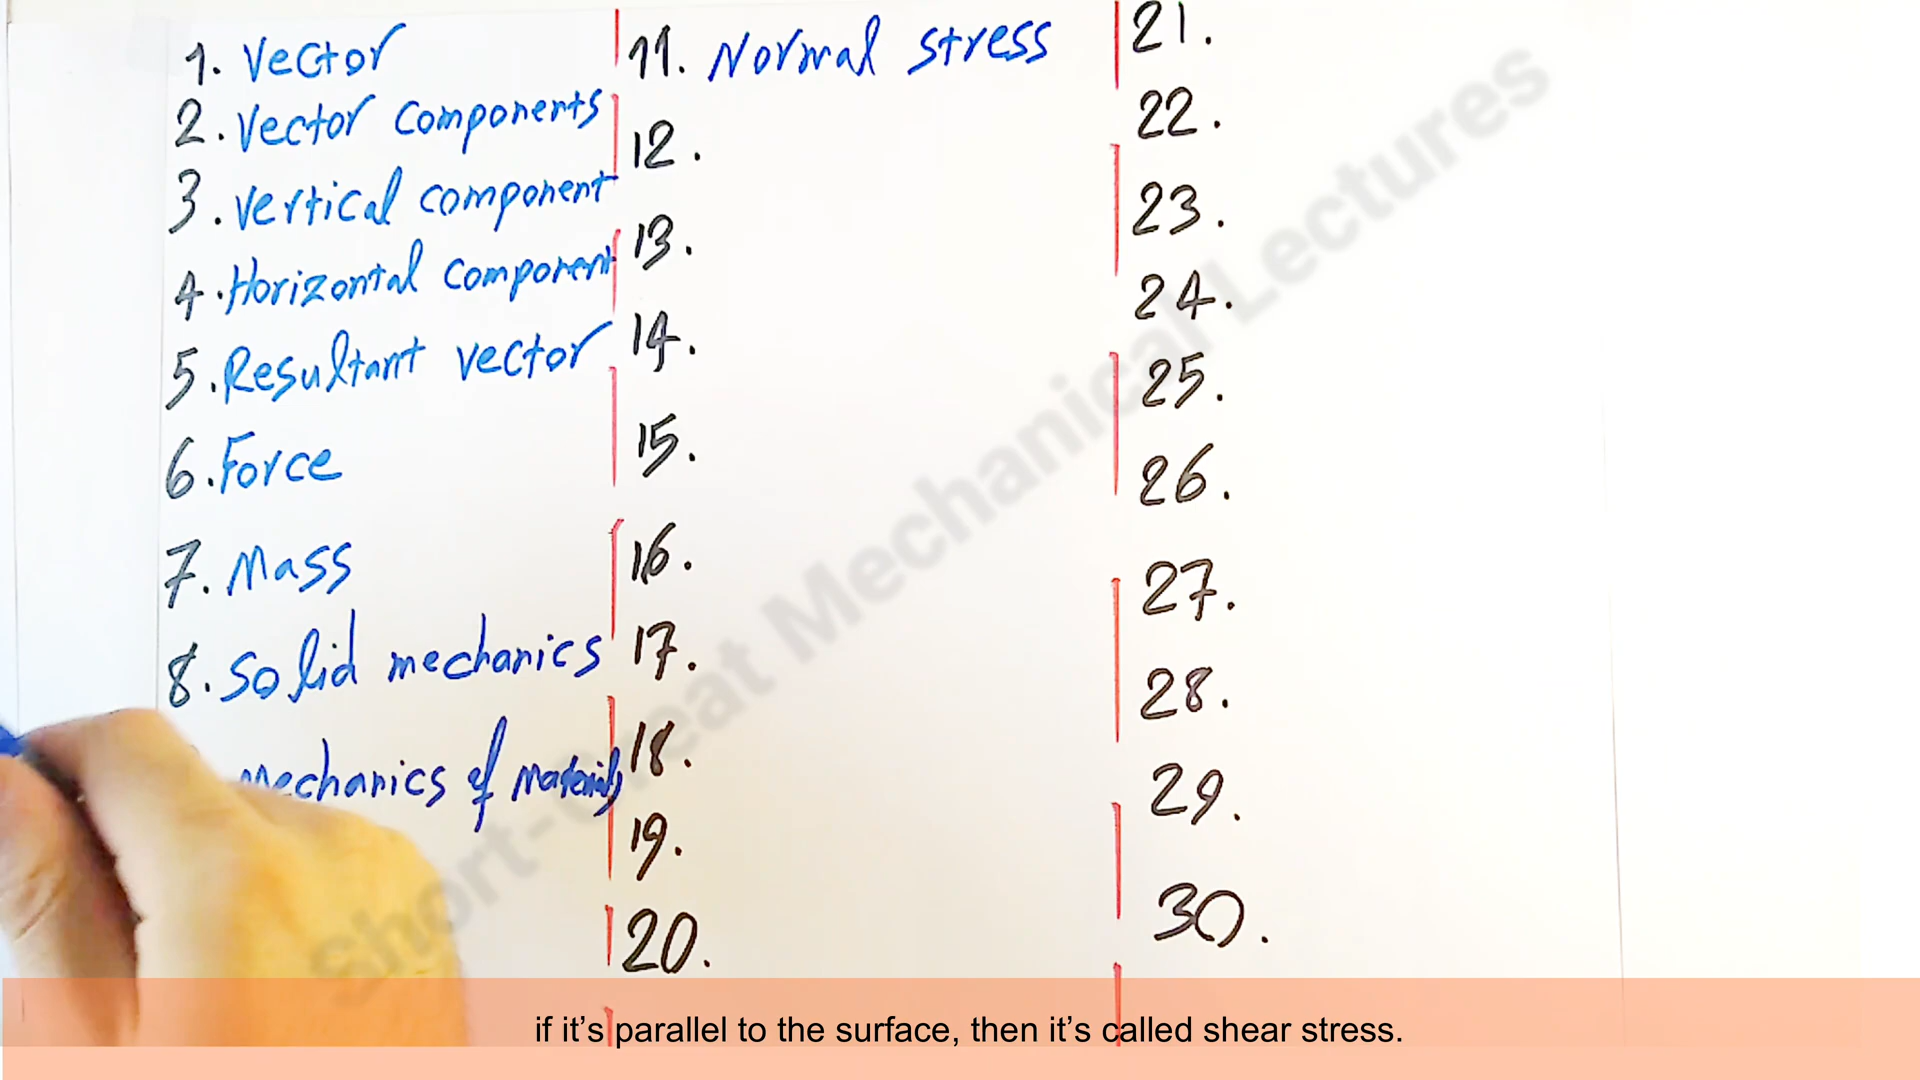 1. Vector
2. Vector components
3. Vertical component
4. Horizontal component
5. Resultant vector
6. Force
7. Mass
8. Solid mechanics
Mechanics of Materials
11. Normal stress
12.
13.
14.
15.
16.
17.
18.
19.
20.
21.
22.
23.
24.
25.
26.
27.
28.
29.
30.
Short-Great Mechanical Lectures
if it’s parallel to the surface, then it’s called shear stress.